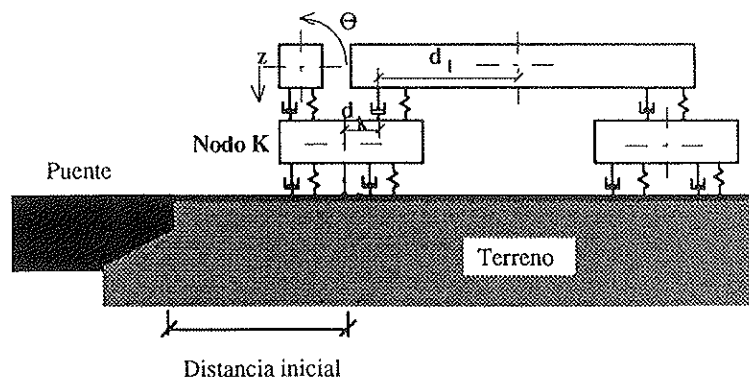 Θ
z
d₁
d
Nodo K
Puente
Terreno
Distancia inicial